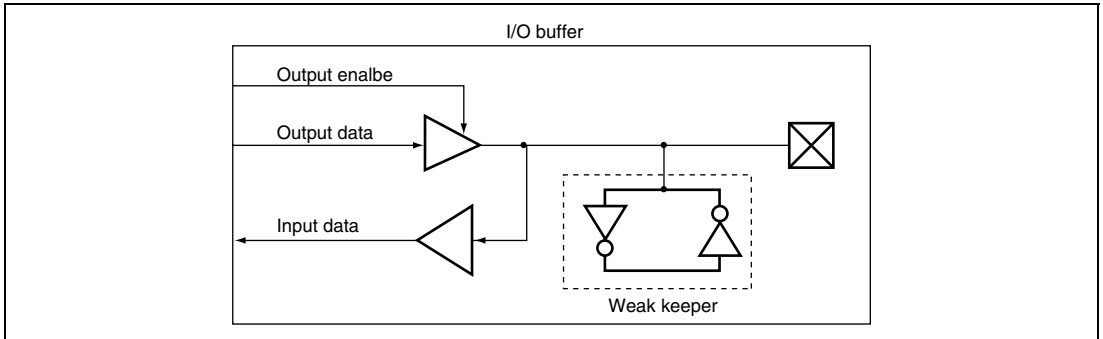 I/O buffer
Output enalbe
Output data
Input data
Weak keeper